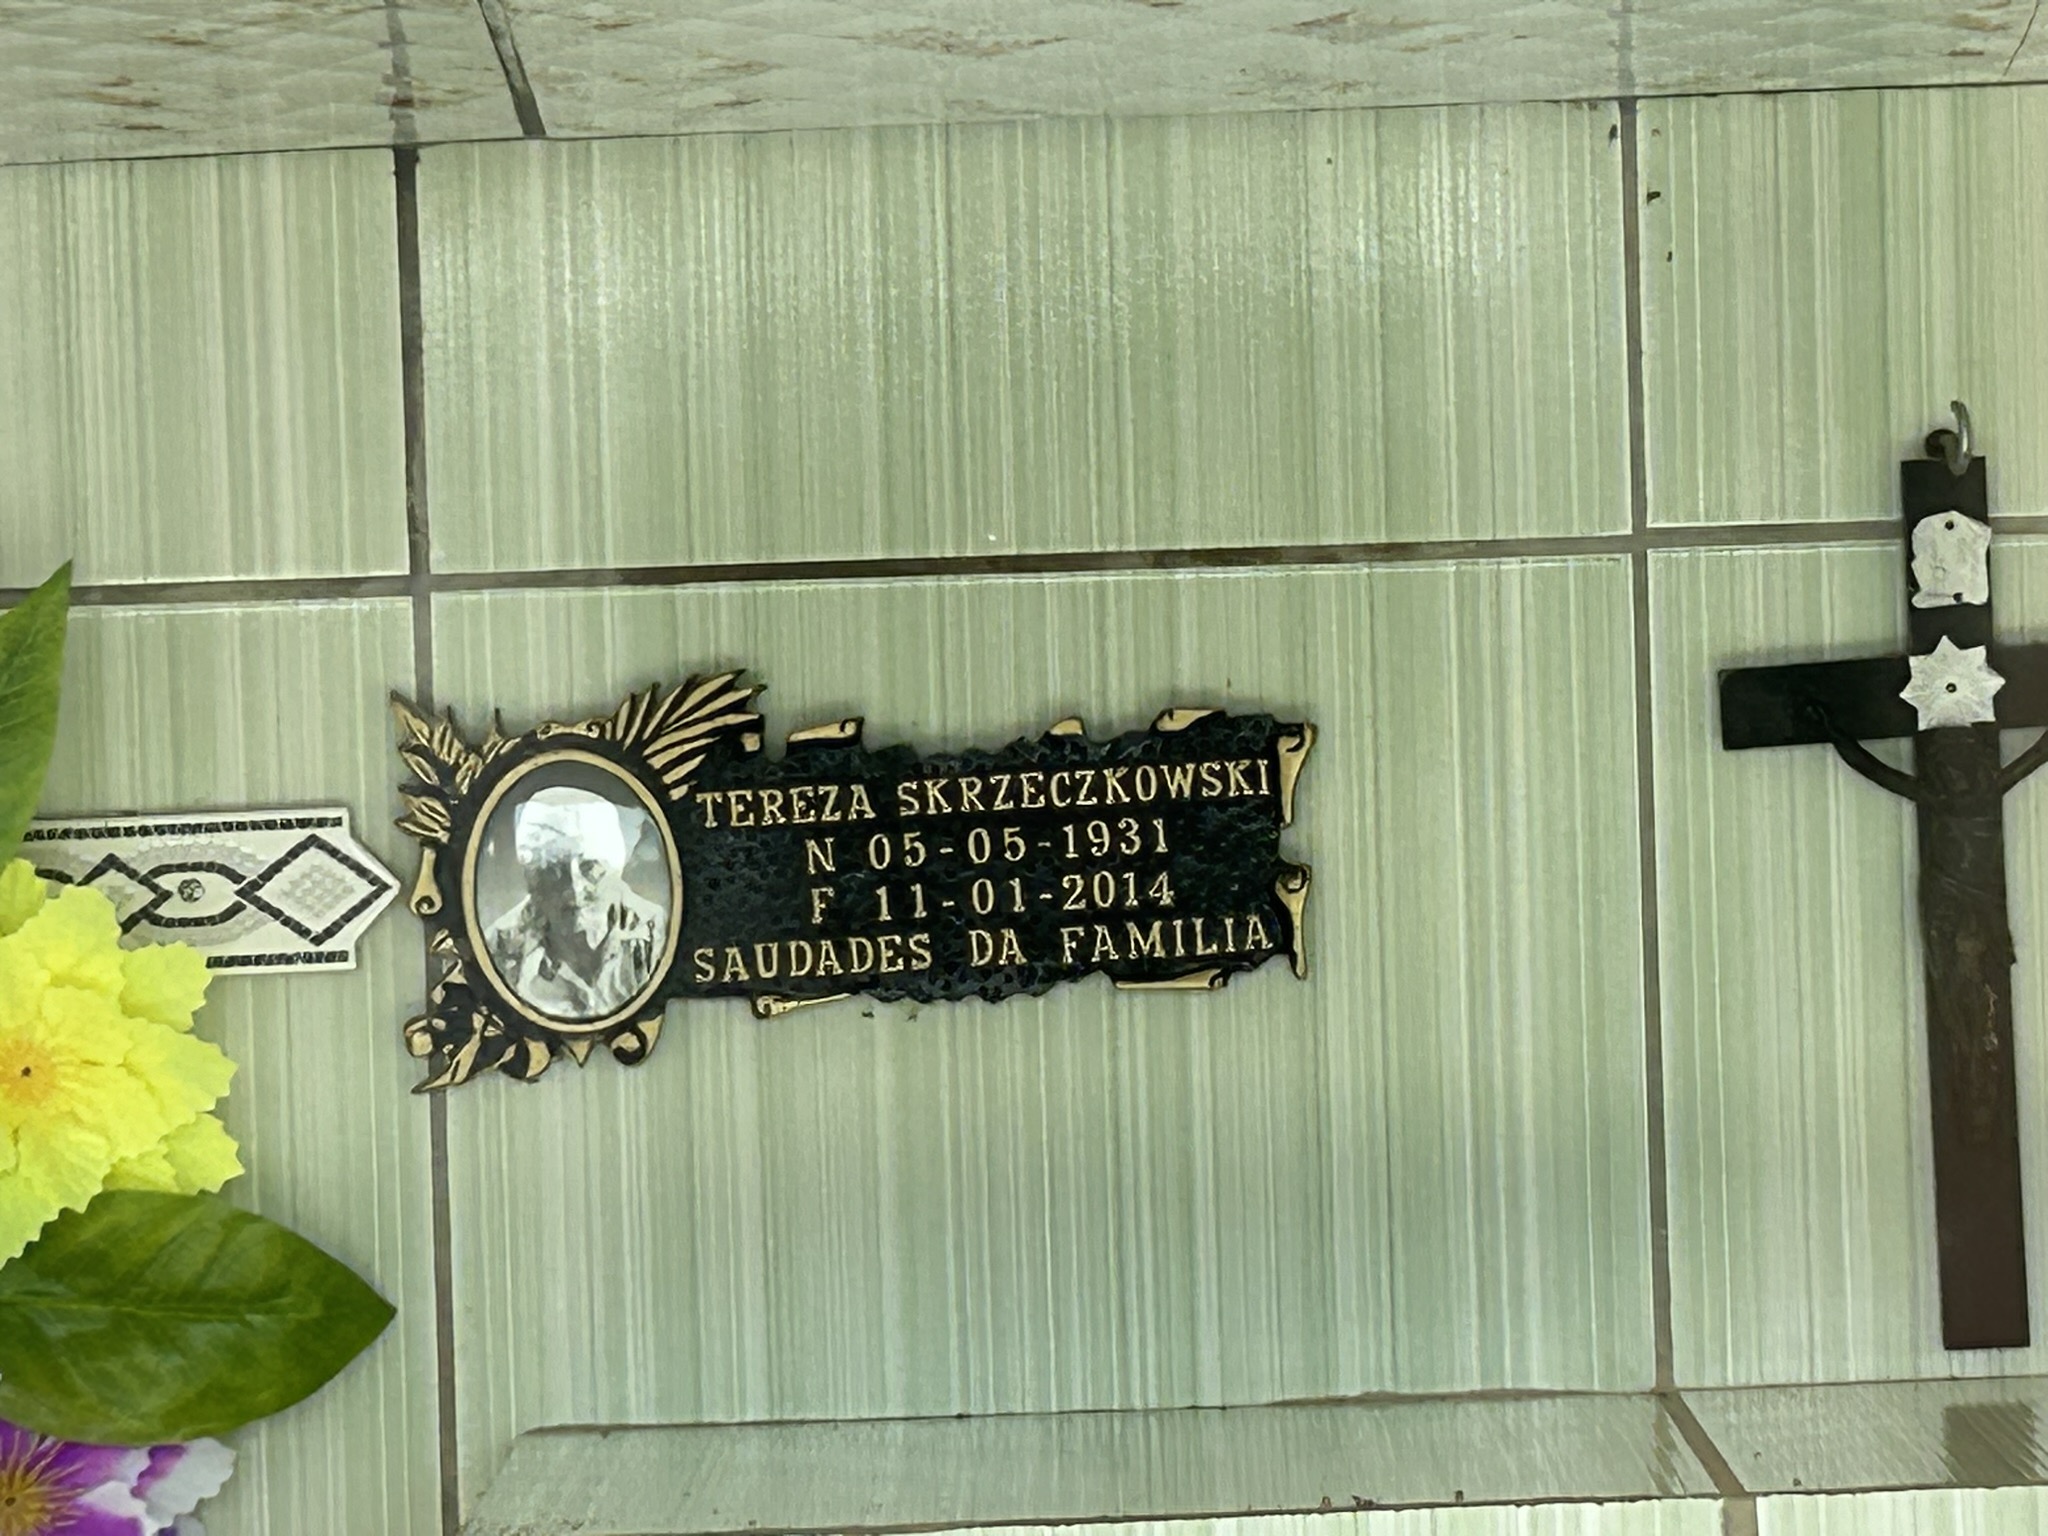 TEREZA SKRZECZKOWSKI
N 05-05-1931
F 11-01-2014
SAUDADES DA FAMILIA